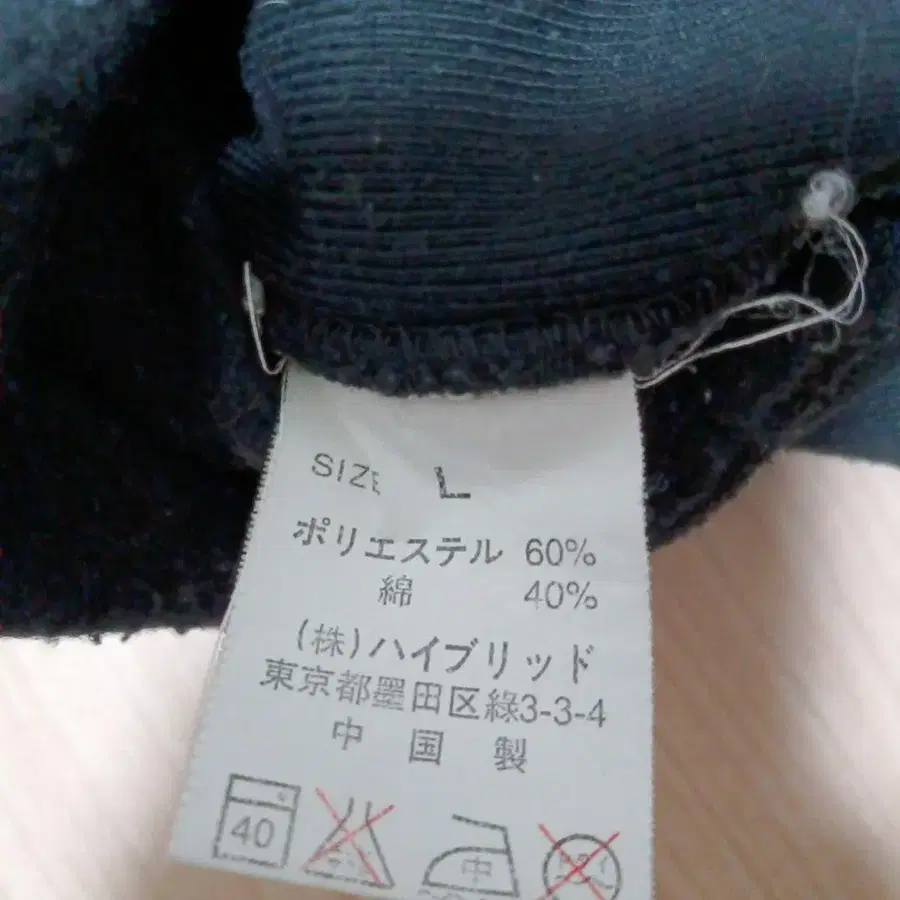 SIZE L
ポリエステル 60%
綿 40%
(株)ハイブリッド
東京都墨田区緑3-3-4
中国製
40
中